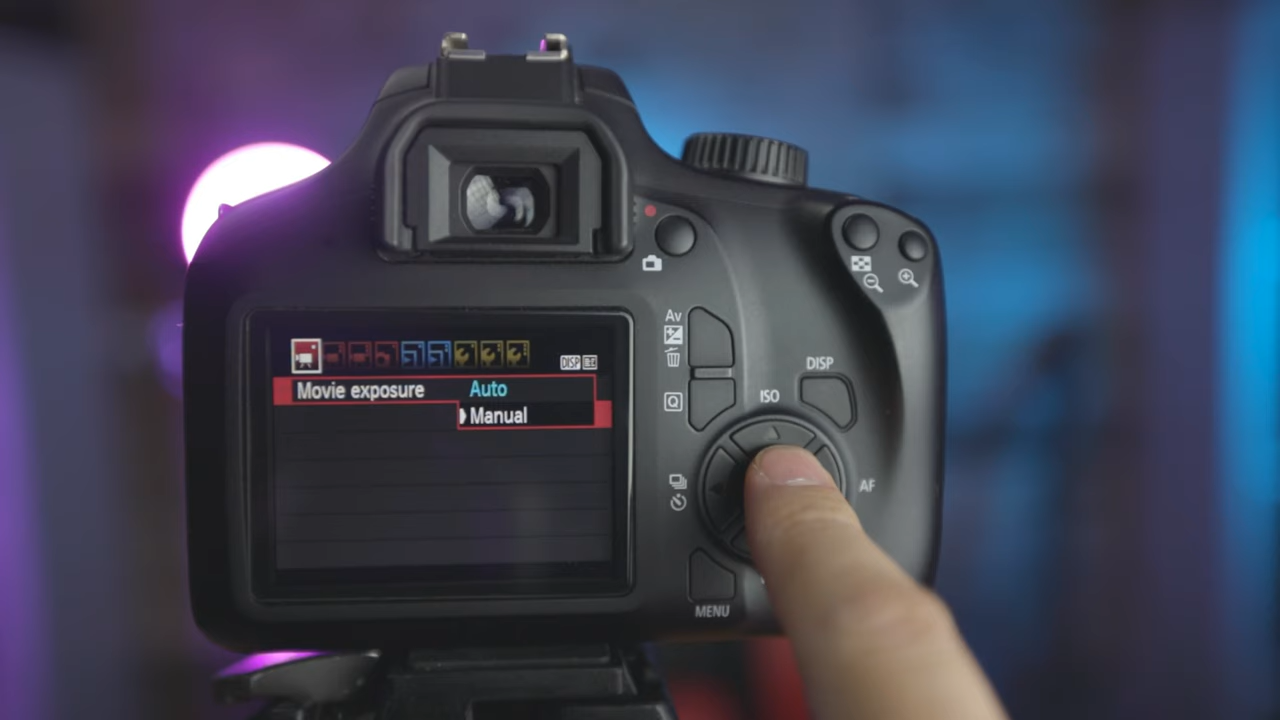 DISP
Movie exposure Auto
Manual
Av
Q
DISP
ISO
AF
MENU